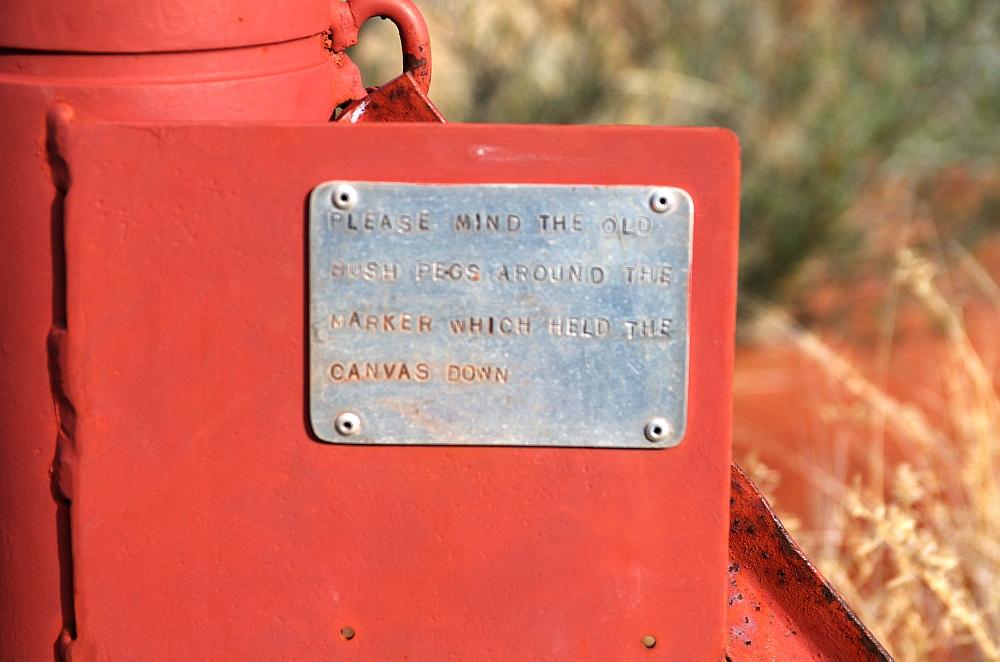 PLEASE MIND THE OLD
BUSH PEGS AROUND THE
MARKER WHICH HELD THE
CANVAS DOWN